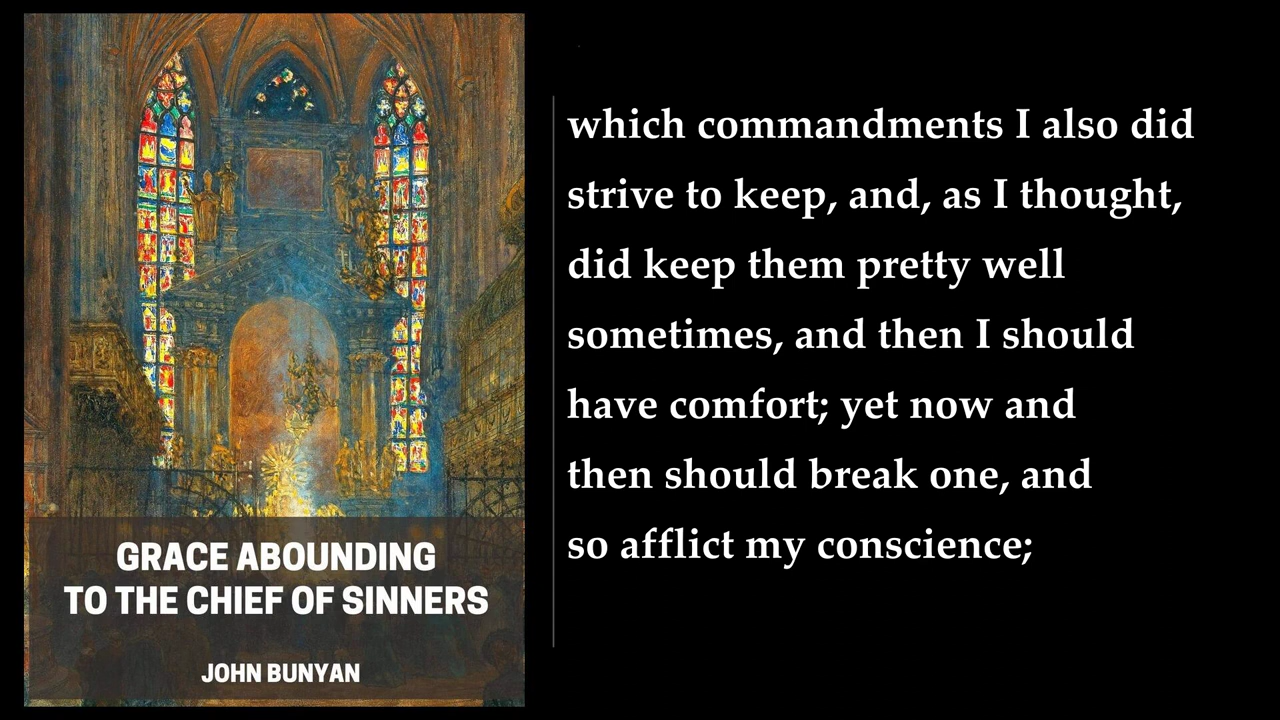 GRACE ABOUNDING
TO THE CHIEF OF SINNERS
JOHN BUNYAN
which commandments I also did
strive to keep, and, as I thought,
did keep them pretty well
sometimes, and then I should
have comfort; yet now and
then should break one, and
so afflict my conscience;